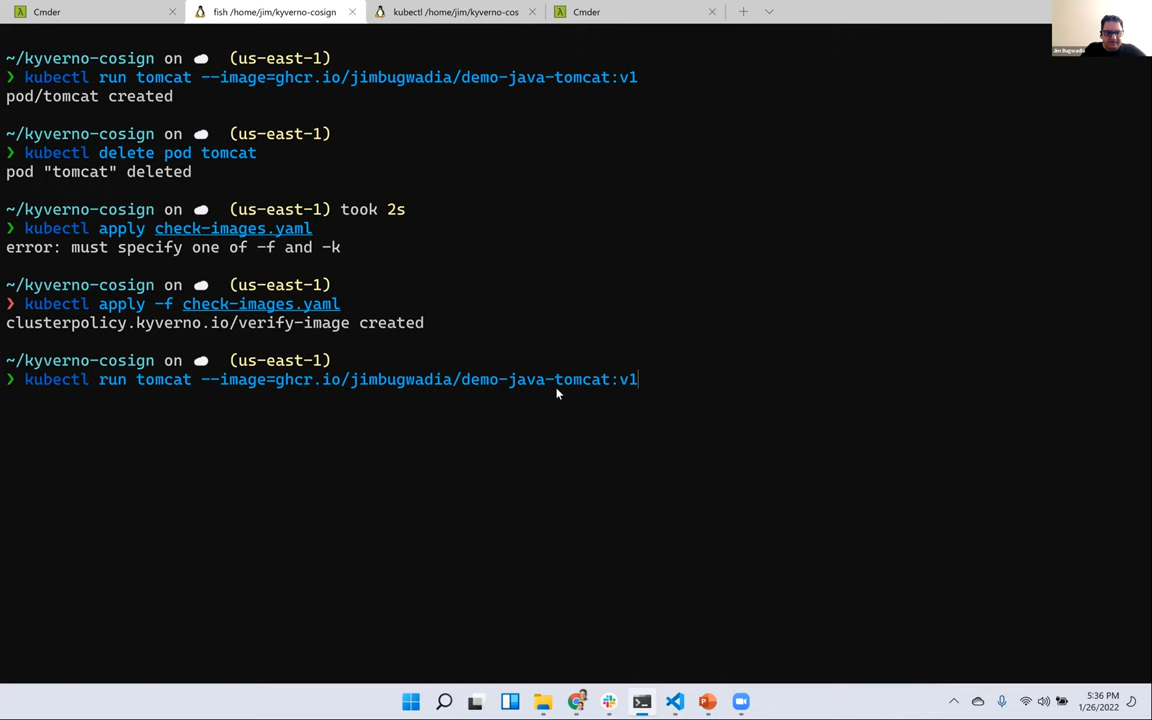 Cmder
fish /home/jim/kyverno-cosign
kubectl /home/jim/kyverno-cos
Cmder
Jim Bugwadia
~/kyverno-cosign on (us-east-1)
❯ kubectl run tomcat --image=ghcr.io/jimbugwadia/demo-java-tomcat:v1
pod/tomcat created
~/kyverno-cosign on (us-east-1)
❯ kubectl delete pod tomcat
pod "tomcat" deleted
~/kyverno-cosign on (us-east-1) took 2s
❯ kubectl apply check-images.yaml
error: must specify one of -f and -k
~/kyverno-cosign on (us-east-1)
❯ kubectl apply -f check-images.yaml
clusterpolicy.kyverno.io/verify-image created
~/kyverno-cosign on (us-east-1)
❯ kubectl run tomcat --image=ghcr.io/jimbugwadia/demo-java-tomcat:v1
5:36 PM
1/26/2022